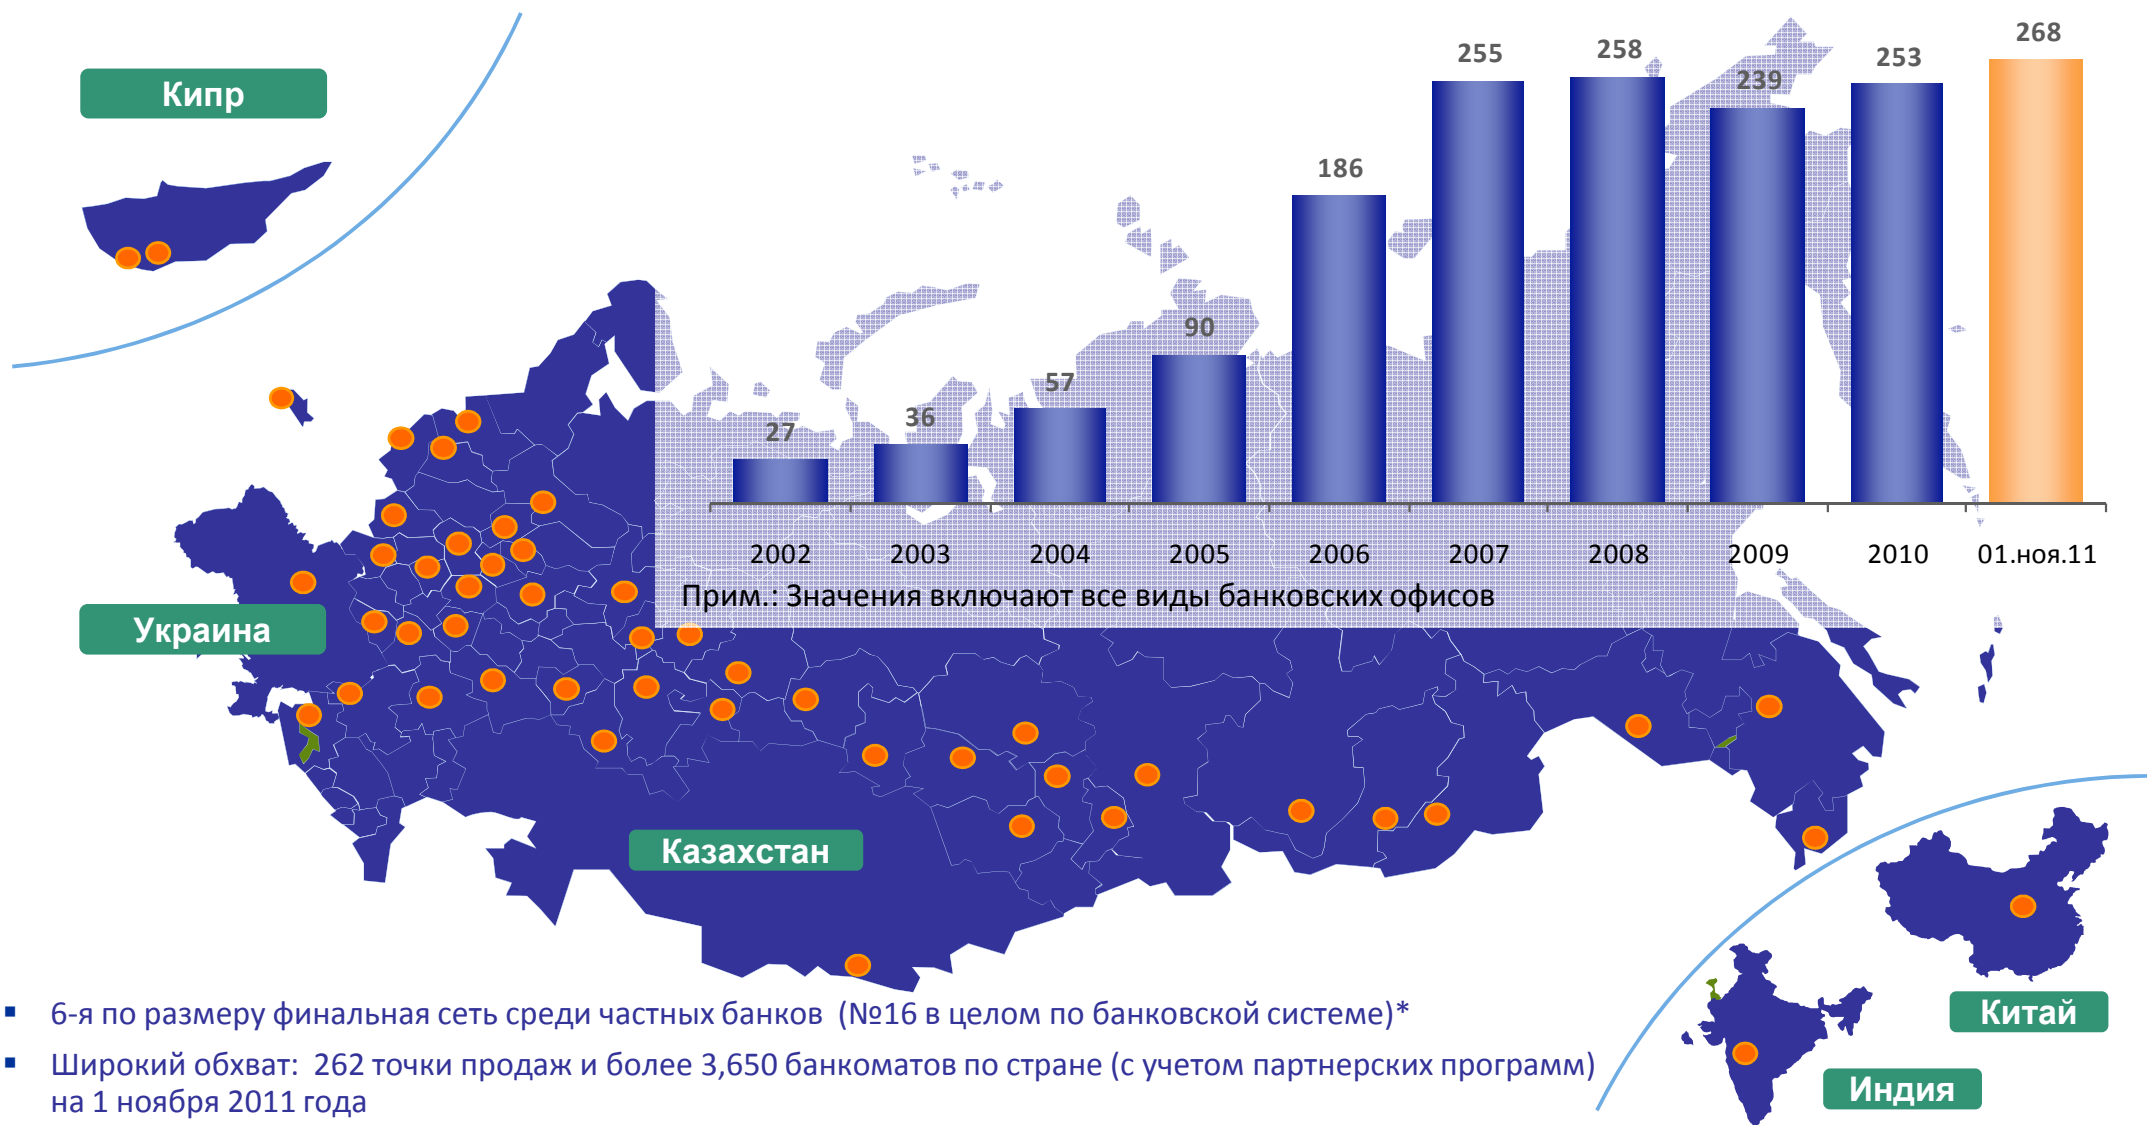 Кипр
255
258
239
253
268
186
90
57
36
27
2002 2003 2004 2005 2006 2007 2008 2009 2010 01.ноя.11
Прим.: Значения включают все виды банковских офисов
Украина
Казахстан
Китай
Индия
▪ 6-я по размеру финальная сеть среди частных банков (№16 в целом по банковской системе)*
▪ Широкий обхват: 262 точки продаж и более 3,650 банкоматов по стране (с учетом партнерских программ)
на 1 ноября 2011 года